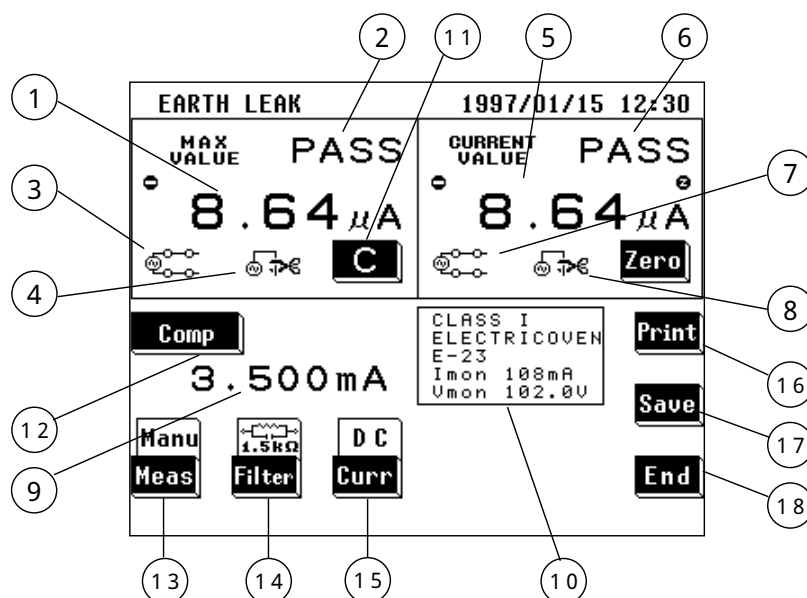 2 11 5 6
1
EARTH LEAK 1997/01/15 12:30
MAX VALUE PASS CURRENT VALUE PASS
7
3
Z
8.64μA 8.64μA
C Zero
4
8
Comp
CLASS I
ELECTRICOVEN
E-23
Imon 108mA
Vmon 102.0V
Print
3.500mA
16
12
Save
17
Manu 1.5kΩ DC
9
Meas Filter Curr End
18
13 14 15 10